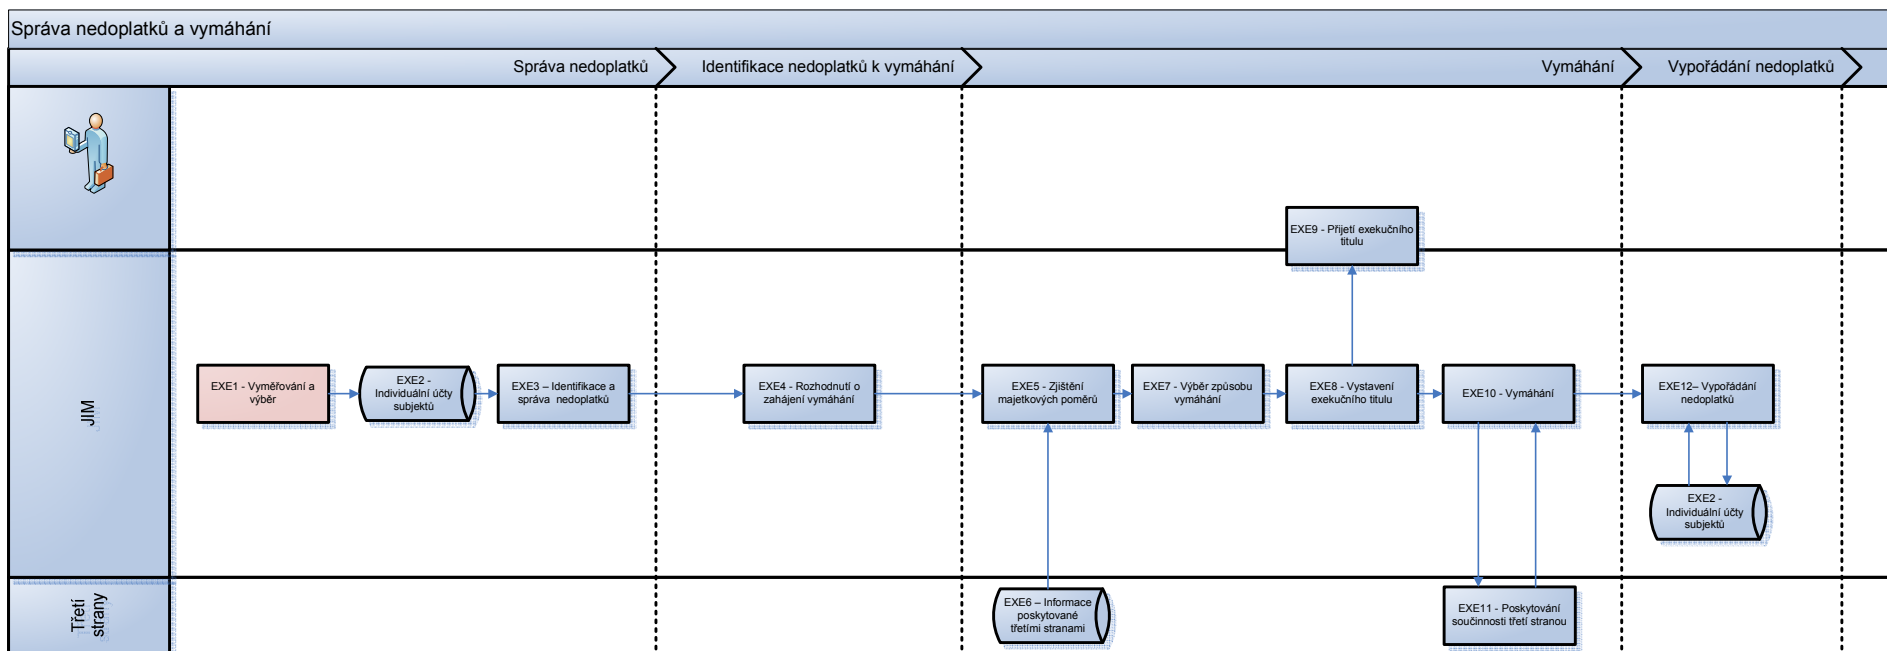 Správa nedoplatků a vymáhání
Správa nedoplatků
Identifikace nedoplatků k vymáhání
Vymáhání
Vypořádání nedoplatků
EXE9 - Přijetí exekučního
titulu
JIM
EXE1 - Vyměřování a
výběr
EXE2 -
Individuální účty
subjektů
EXE3 – Identifikace a
správa nedoplatků
EXE4 - Rozhodnutí o
zahájení vymáhání
EXE5 - Zjištění
majetkových poměrů
EXE7 - Výběr způsobu
vymáhání
EXE8 - Vystavení
exekučního titulu
EXE10 - Vymáhání
EXE12– Vypořádání
nedoplatků
EXE2 -
Individuální účty
subjektů
Třetí
strany
EXE6 – Informace
poskytované
třetími stranami
EXE11 - Poskytování
součinnosti třetí stranou